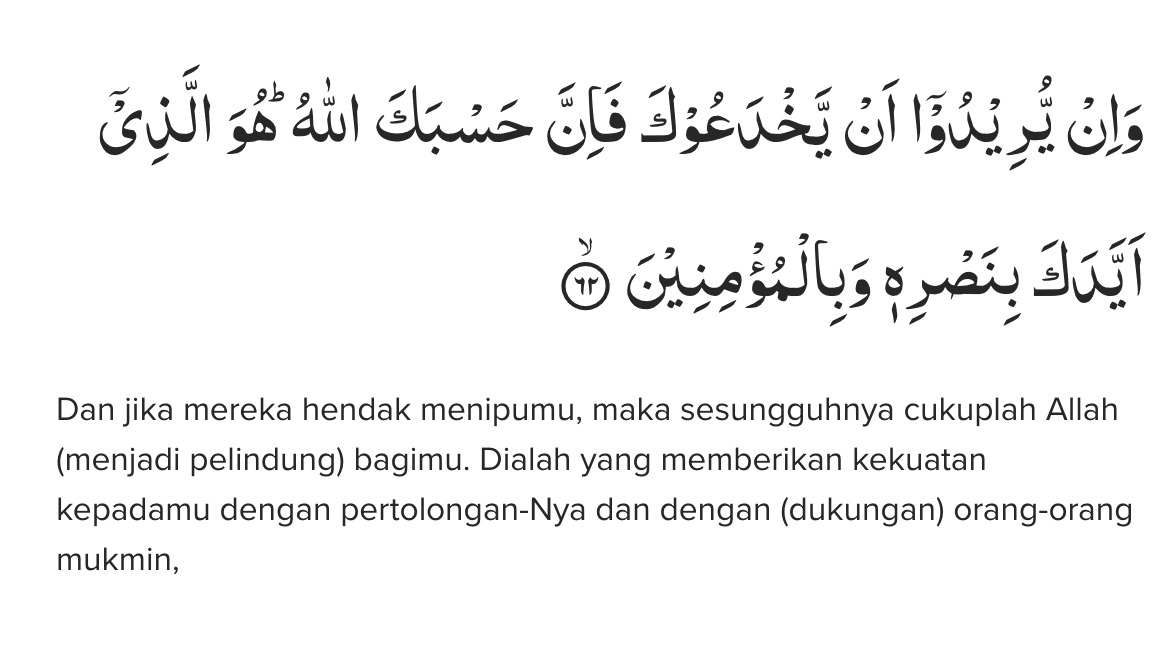 وَاِنْ يُّرِيْدُوْٓا اَنْ يَّخْدَعُوْكَ فَاِنَّ حَسْبَكَ اللّٰهُ ۗهُوَ الَّذِيْٓ
اَيَّدَكَ بِنَصْرِهٖ وَبِالْمُؤْمِنِيْنَۙ ٦٢
Dan jika mereka hendak menipumu, maka sesungguhnya cukuplah Allah
(menjadi pelindung) bagimu. Dialah yang memberikan kekuatan
kepadamu dengan pertolongan-Nya dan dengan (dukungan) orang-orang
mukmin,